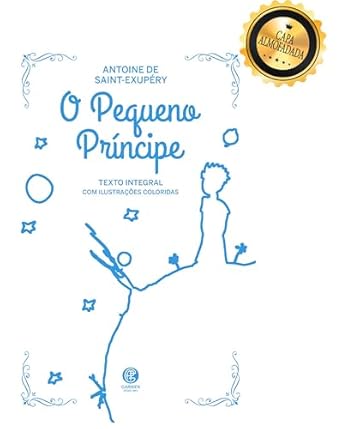 ANTOINE DE
SAINT-EXUPÉRY
CAPA
ALMOFADADA
O Pequeno
Príncipe
TEXTO INTEGRAL
COM ILUSTRAÇÕES COLORIDAS
GARNIER